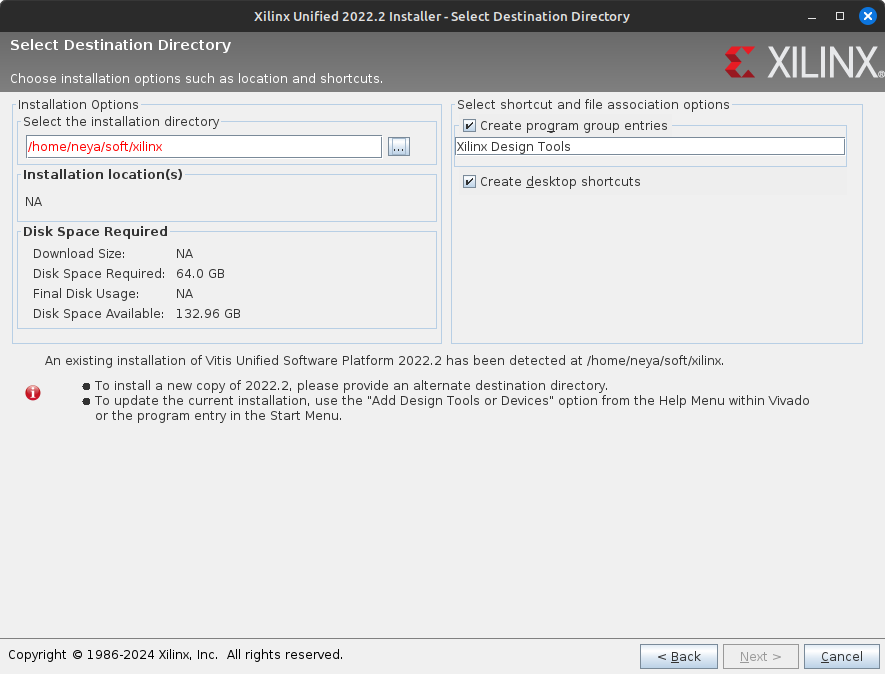 Xilinx Unified 2022.2 Installer - Select Destination Directory
Select Destination Directory
Choose installation options such as location and shortcuts.
XILINX®
Installation Options
Select the installation directory
/home/neya/soft/xilinx
...
Installation location(s)
NA
Disk Space Required
Download Size: NA
Disk Space Required: 64.0 GB
Final Disk Usage: NA
Disk Space Available: 132.96 GB
Select shortcut and file association options
Create program group entries
Xilinx Design Tools
Create desktop shortcuts
An existing installation of Vitis Unified Software Platform 2022.2 has been detected at /home/neya/soft/xilinx.
● To install a new copy of 2022.2, please provide an alternate destination directory.
● To update the current installation, use the "Add Design Tools or Devices" option from the Help Menu within Vivado
or the program entry in the Start Menu.
Copyright © 1986-2024 Xilinx, Inc. All rights reserved.
< Back
Next >
Cancel